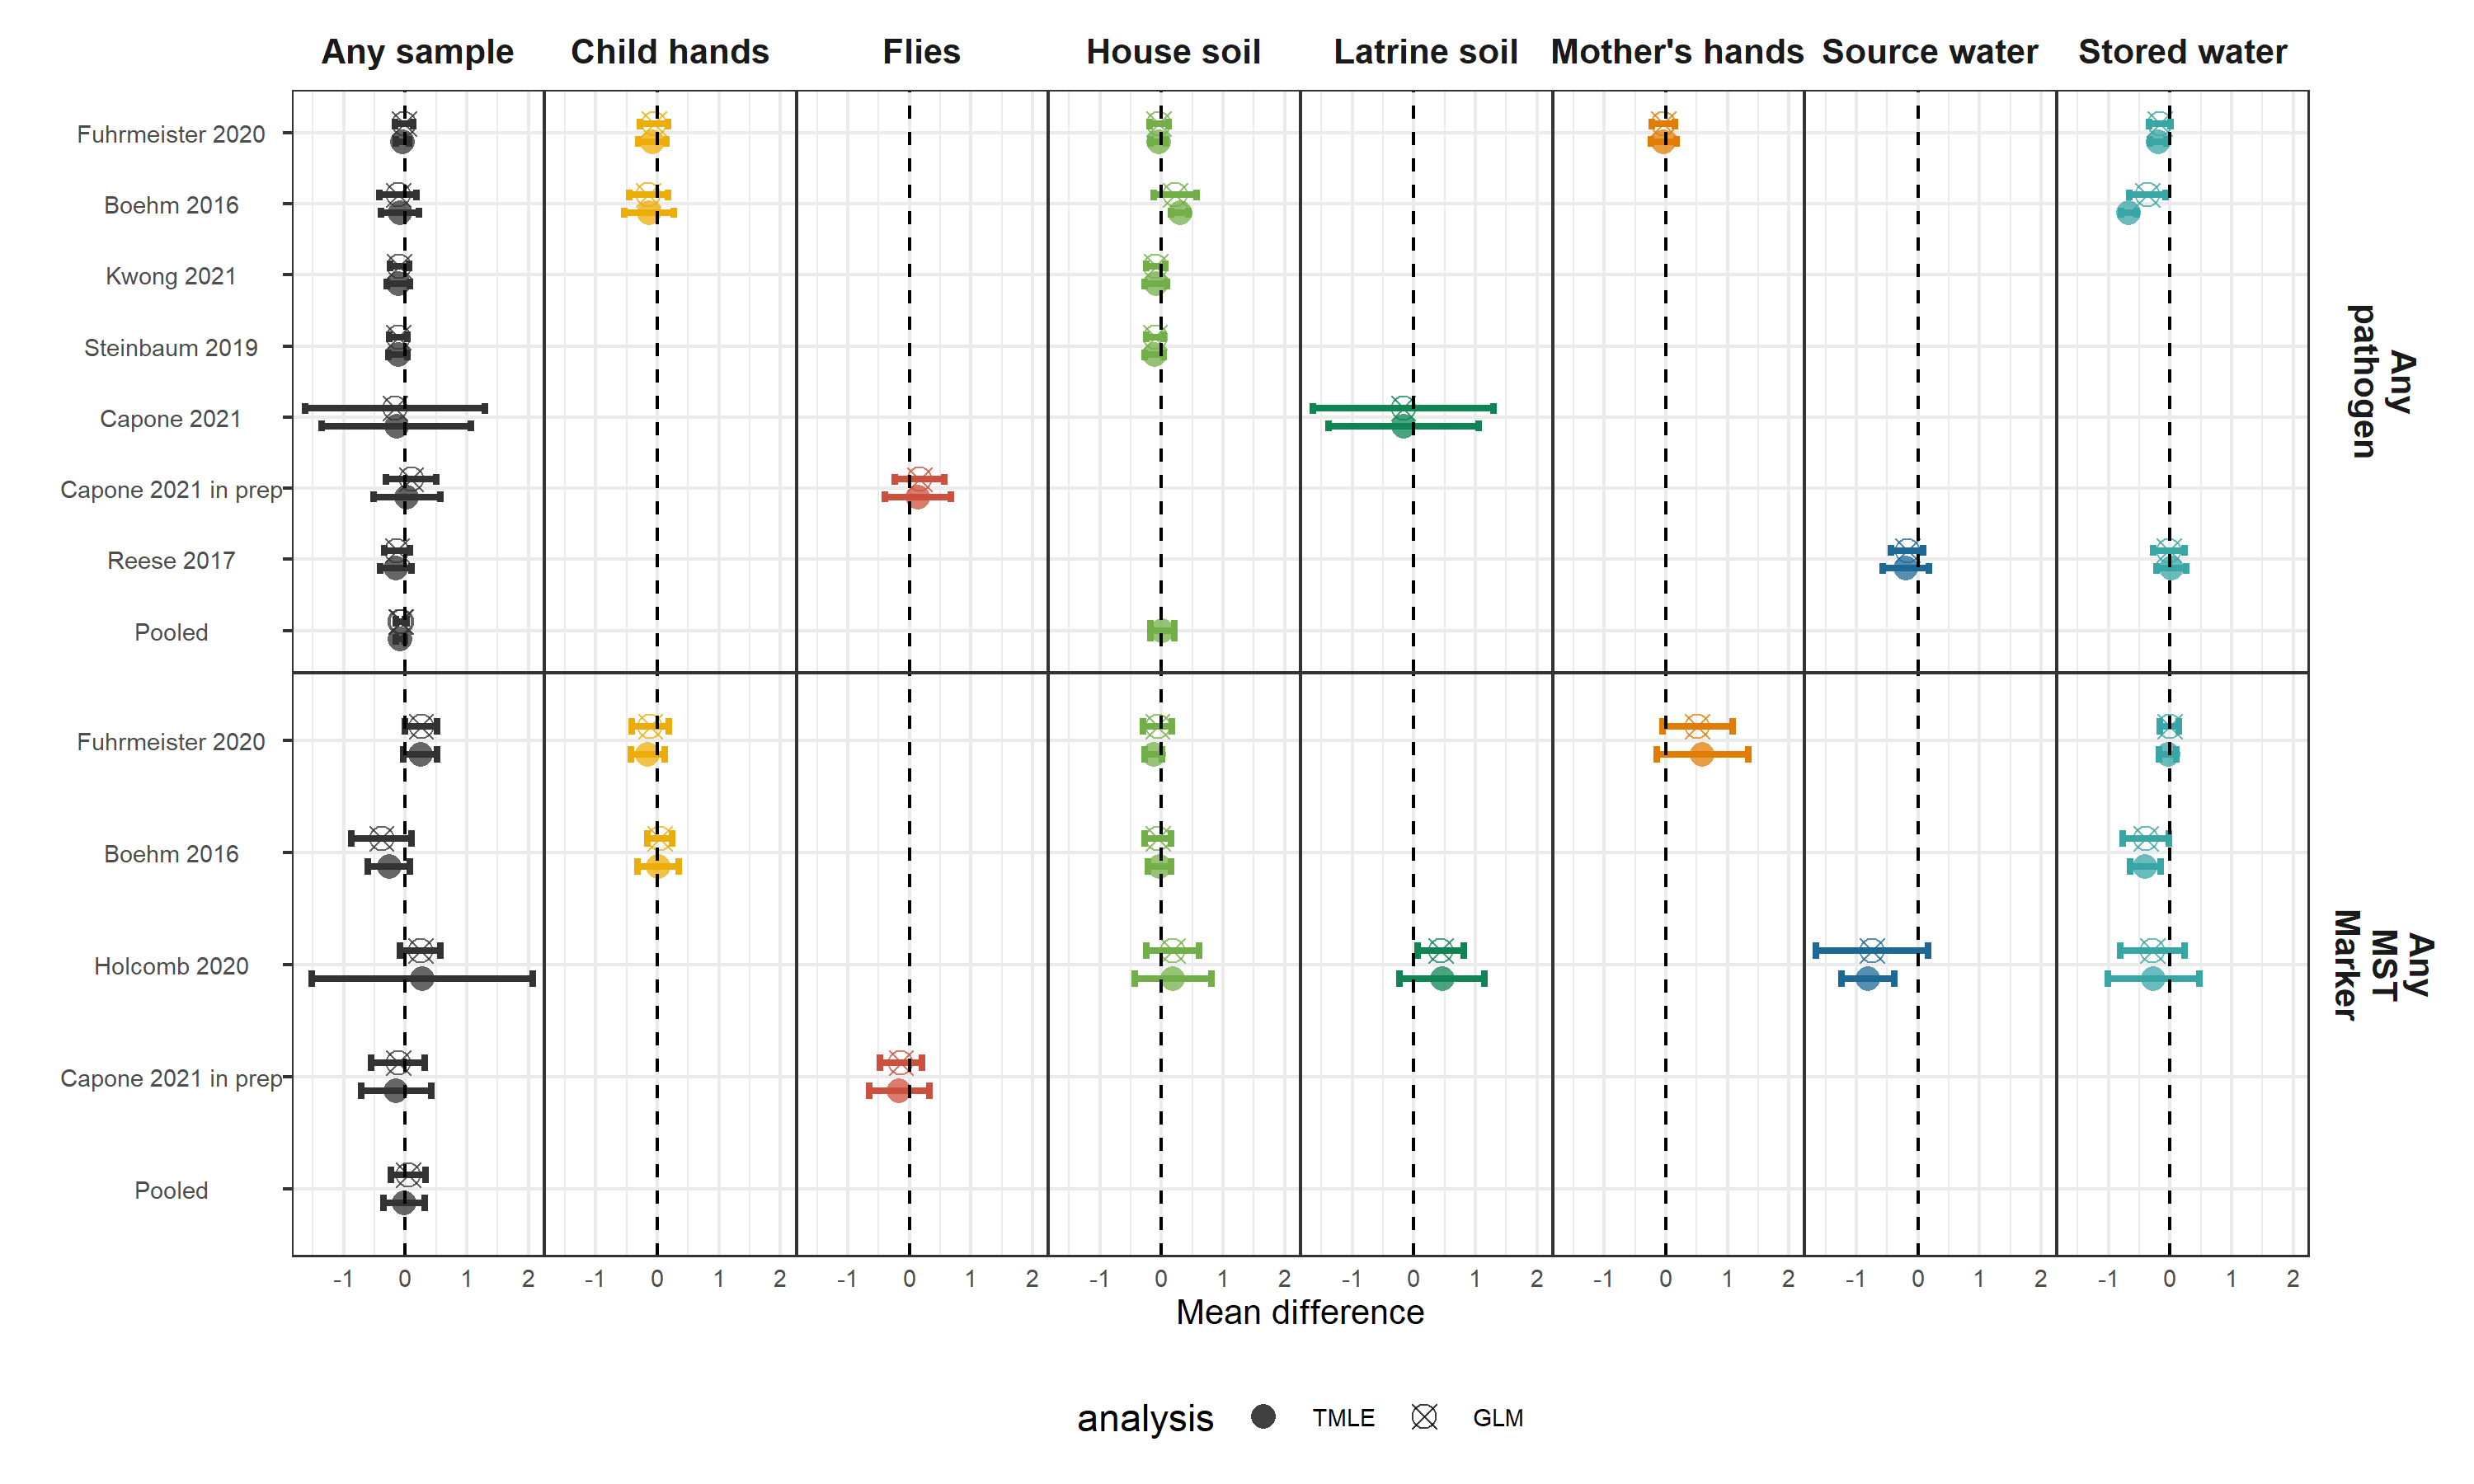 Any sample Child hands Flies House soil Latrine soil Mother's hands Source water Stored water
Fuhrmeister 2020
Boehm 2016
Kwong 2021
Steinbaum 2019
Capone 2021
Capone 2021 in prep
Reese 2017
Pooled
Any
pathogen
Fuhrmeister 2020
Boehm 2016
Holcomb 2020
Capone 2021 in prep
Pooled
Any
MST
Marker
-1 0 1 2 -1 0 1 2 -1 0 1 2 -1 0 1 2 -1 0 1 2 -1 0 1 2 -1 0 1 2 -1 0 1 2
Mean difference
analysis TMLE GLM